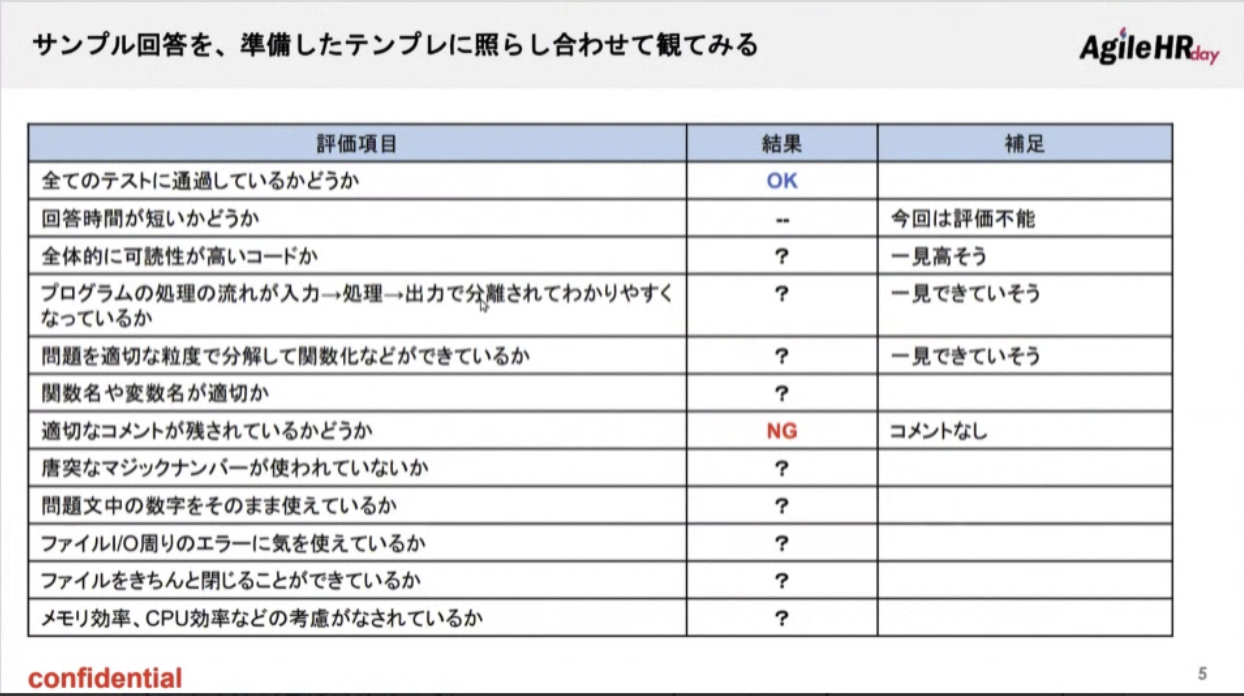 サンプル回答を、準備したテンプレに照らし合わせて観てみる
AgileHRday
評価項目 結果 補足
全てのテストに通過しているかどうか OK
回答時間が短いかどうか -- 今回は評価不能
全体的に可読性が高いコードか ? 一見高そう
プログラムの処理の流れが入力→処理→出力で分離されてわかりやすく ? 一見できていそう
なっているか
問題を適切な粒度で分解して関数化などができているか ? 一見できていそう
関数名や変数名が適切か ?
適切なコメントが残されているかどうか NG コメントなし
唐突なマジックナンバーが使われていないか ?
問題文中の数字をそのまま使えているか ?
ファイルI/O周りのエラーに気を使えているか ?
ファイルをきちんと閉じることができているか ?
メモリ効率、CPU効率などの考慮がなされているか ?
confidential
5